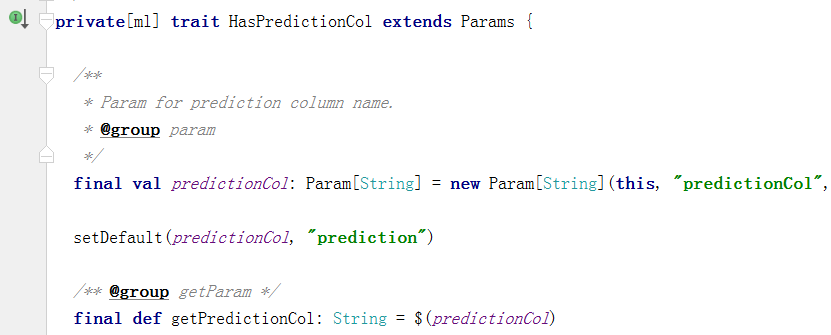 private[ml] trait HasPredictionCol extends Params {
/**
* Param for prediction column name.
* @group param
*/
final val predictionCol: Param[String] = new Param[String](this, "predictionCol",
setDefault(predictionCol, "prediction")
/** @group getParam */
final def getPredictionCol: String = $(predictionCol)